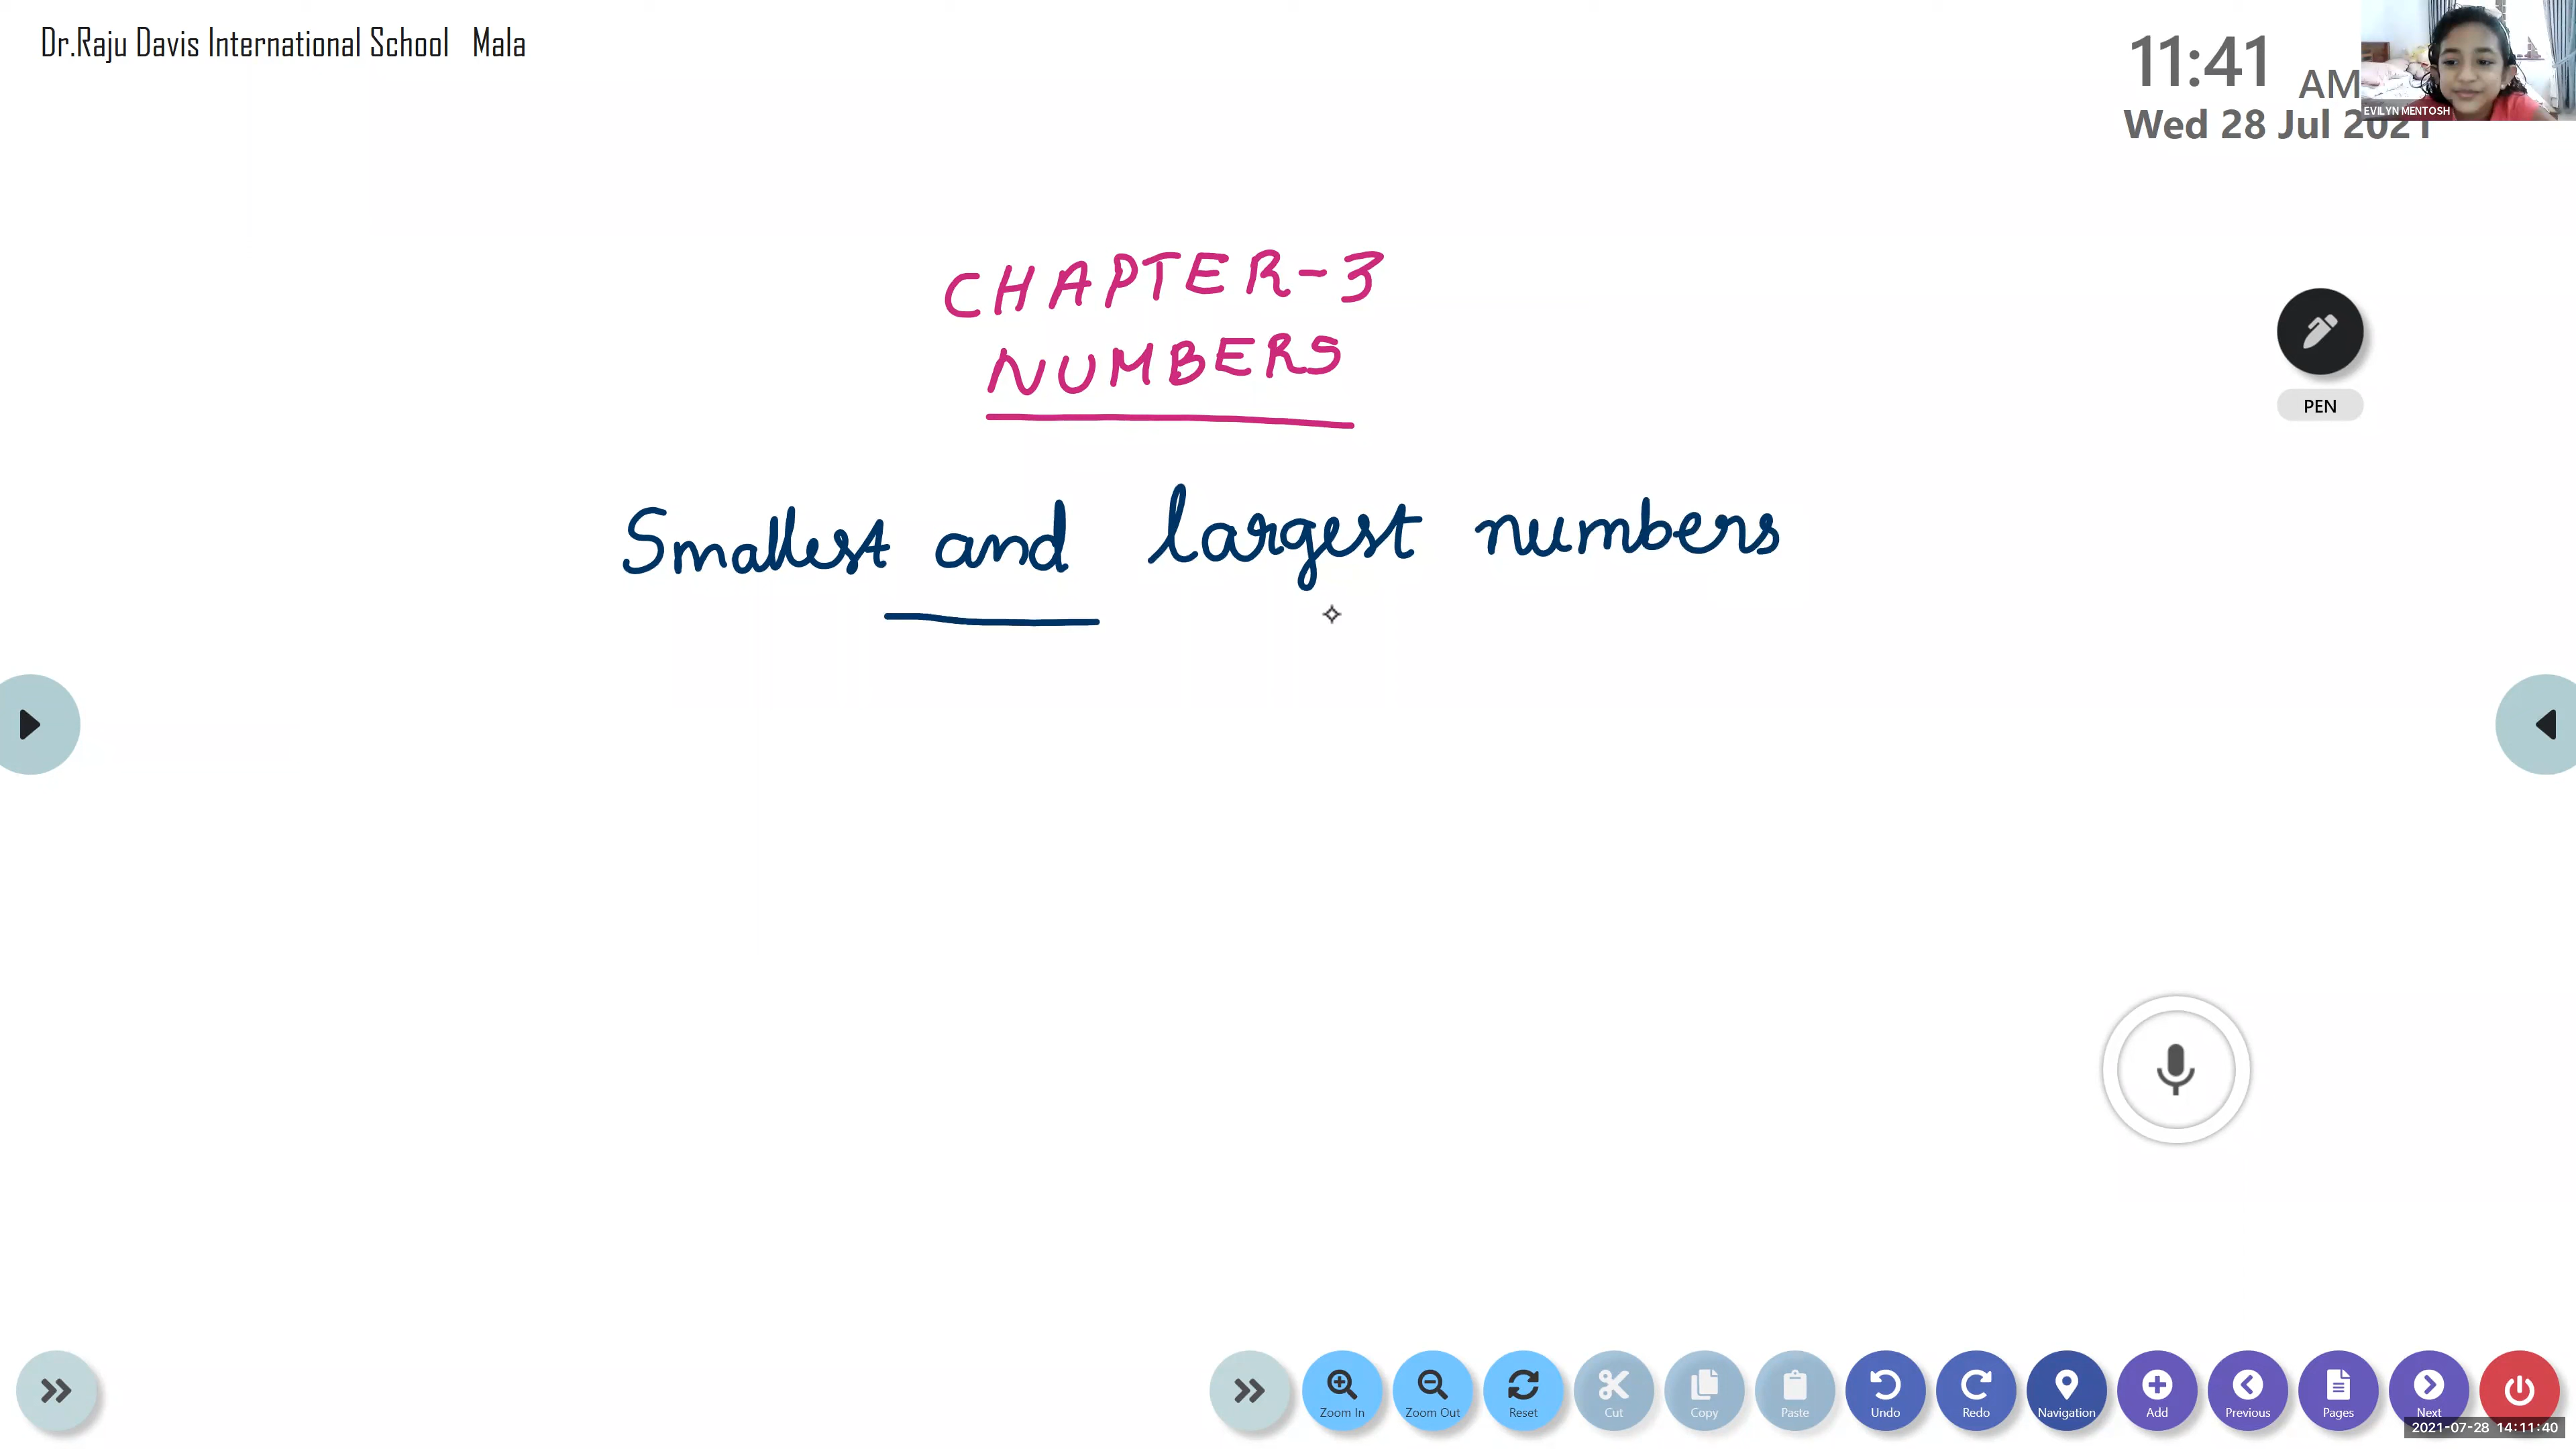 Dr.Raju Davis International School Mala
11:41 AM
Wed 28 Jul 2021
EVILYN MENTOSH
CHAPTER-3
NUMBERS
PEN
Smallest and largest numbers
Zoom In Zoom Out Reset Cut Copy Paste Undo Redo Navigation Add Previous Pages Next
2021-07-28 14:11:40